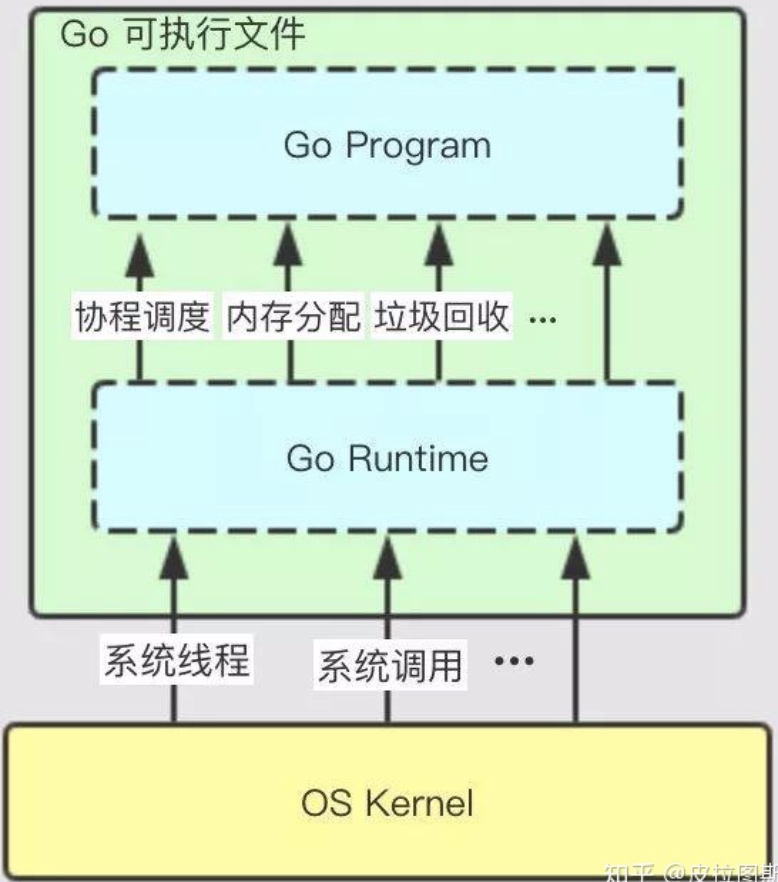 Go 可执行文件
Go Program
协程调度 内存分配 垃圾回收 ...
Go Runtime
系统线程 系统调用 ...
OS Kernel
知乎 @皮拉图斯